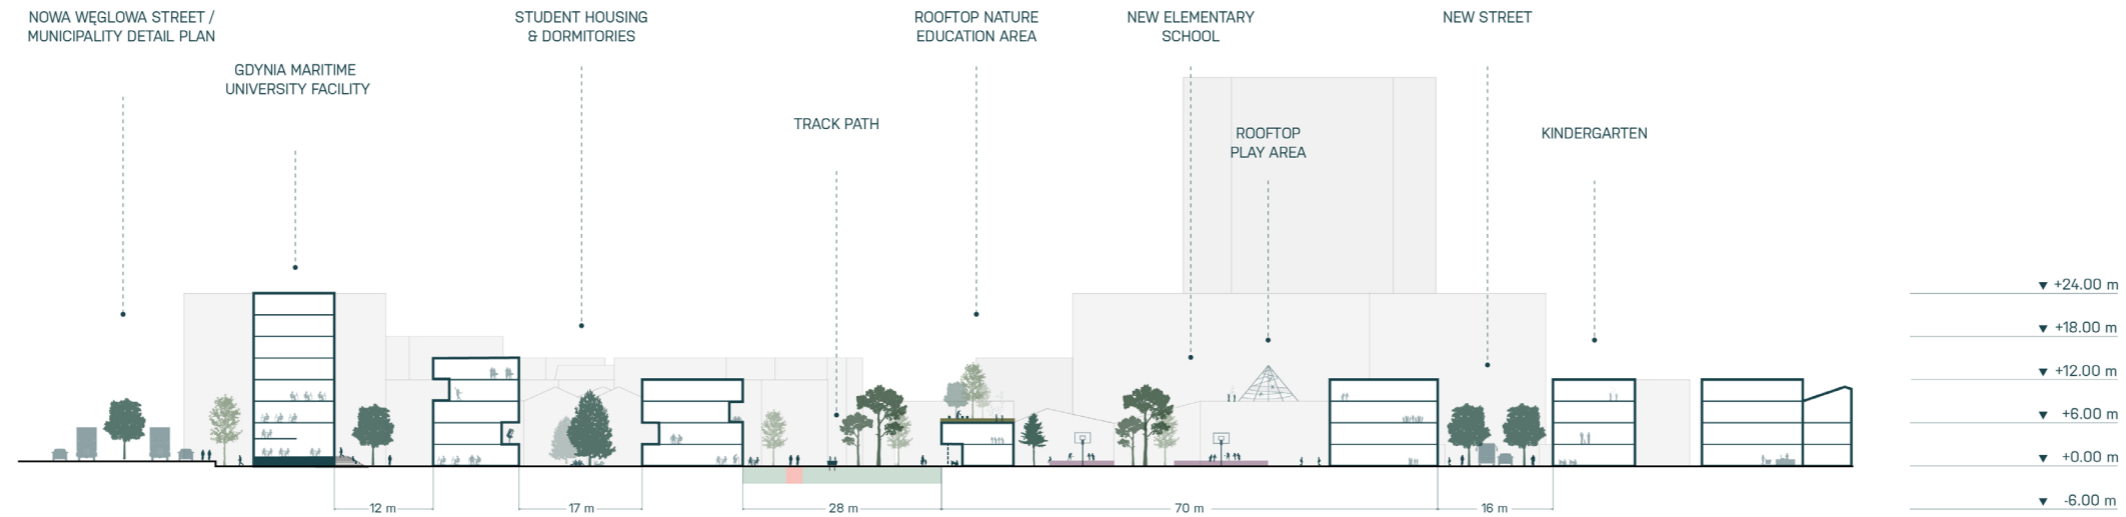 NOWA WĘGLOWA STREET /
MUNICIPALITY DETAIL PLAN
GDYNIA MARITIME
UNIVERSITY FACILITY
STUDENT HOUSING
& DORMITORIES
TRACK PATH
ROOFTOP NATURE
EDUCATION AREA
NEW ELEMENTARY
SCHOOL
ROOFTOP
PLAY AREA
NEW STREET
KINDERGARTEN
+24.00 m
+18.00 m
+12.00 m
+6.00 m
+0.00 m
-6.00 m
12 m
17 m
28 m
70 m
16 m